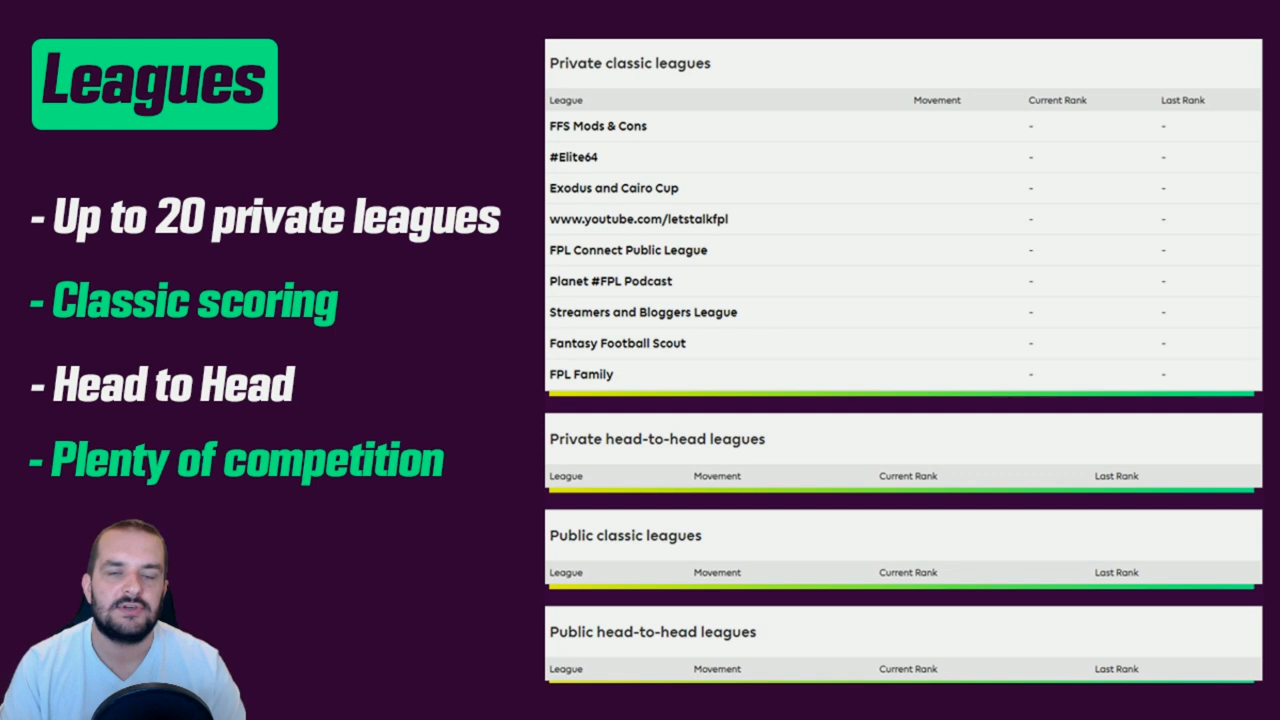 Leagues
- Up to 20 private leagues
- Classic scoring
- Head to Head
- Plenty of competition
Private classic leagues
League Movement Current Rank Last Rank
FFS Mods & Cons - -
#Elite64 - -
Exodus and Cairo Cup - -
www.youtube.com/letstalkfpl - -
FPL Connect Public League - -
Planet #FPL Podcast - -
Streamers and Bloggers League - -
Fantasy Football Scout - -
FPL Family - -
Private head-to-head leagues
League Movement Current Rank Last Rank
Public classic leagues
League Movement Current Rank Last Rank
Public head-to-head leagues
League Movement Current Rank Last Rank